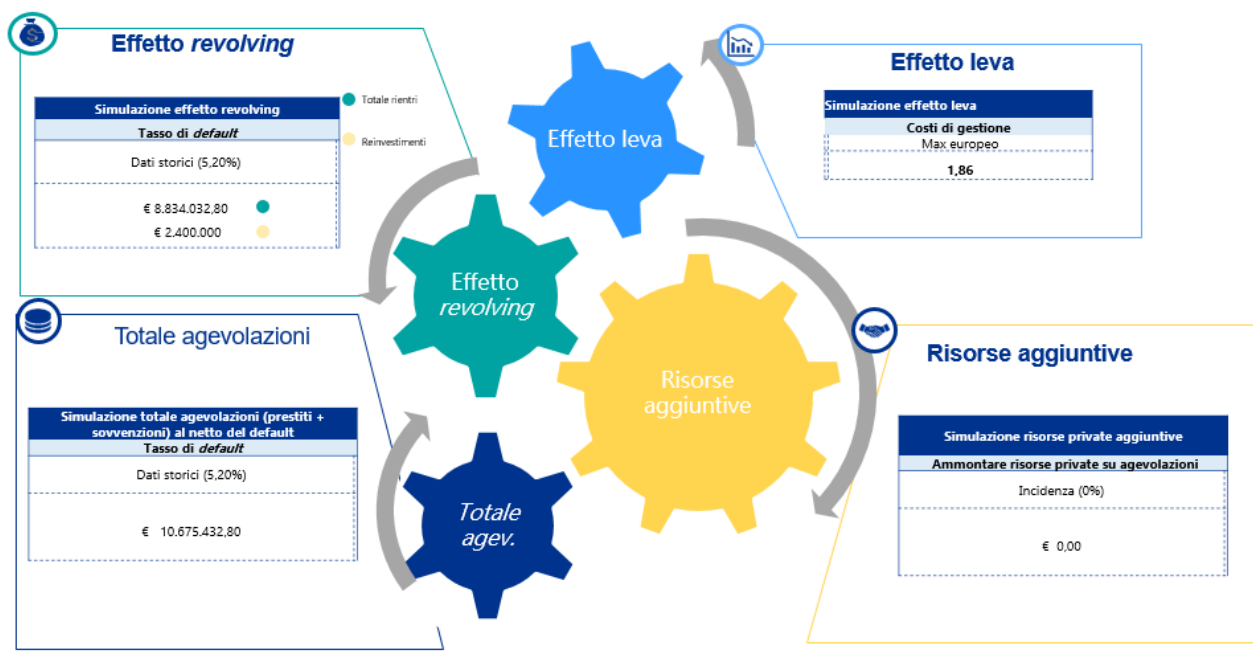 Effetto revolving
Simulazione effetto revolving
Tasso di default
Dati storici (5,20%)
€ 8.834.032,80
€ 2.400.000
Totale rientri
Reinvestimenti
Effetto leva
Simulazione effetto leva
Costi di gestione
Max europeo
1,86
Effetto leva
Effetto
revolving
Risorse
aggiuntive
Totale
agev.
Totale agevolazioni
Simulazione totale agevolazioni (prestiti +
sovvenzioni) al netto del default
Tasso di default
Dati storici (5,20%)
€ 10.675.432,80
Risorse aggiuntive
Simulazione risorse private aggiuntive
Ammontare risorse private su agevolazioni
Incidenza (0%)
€ 0,00